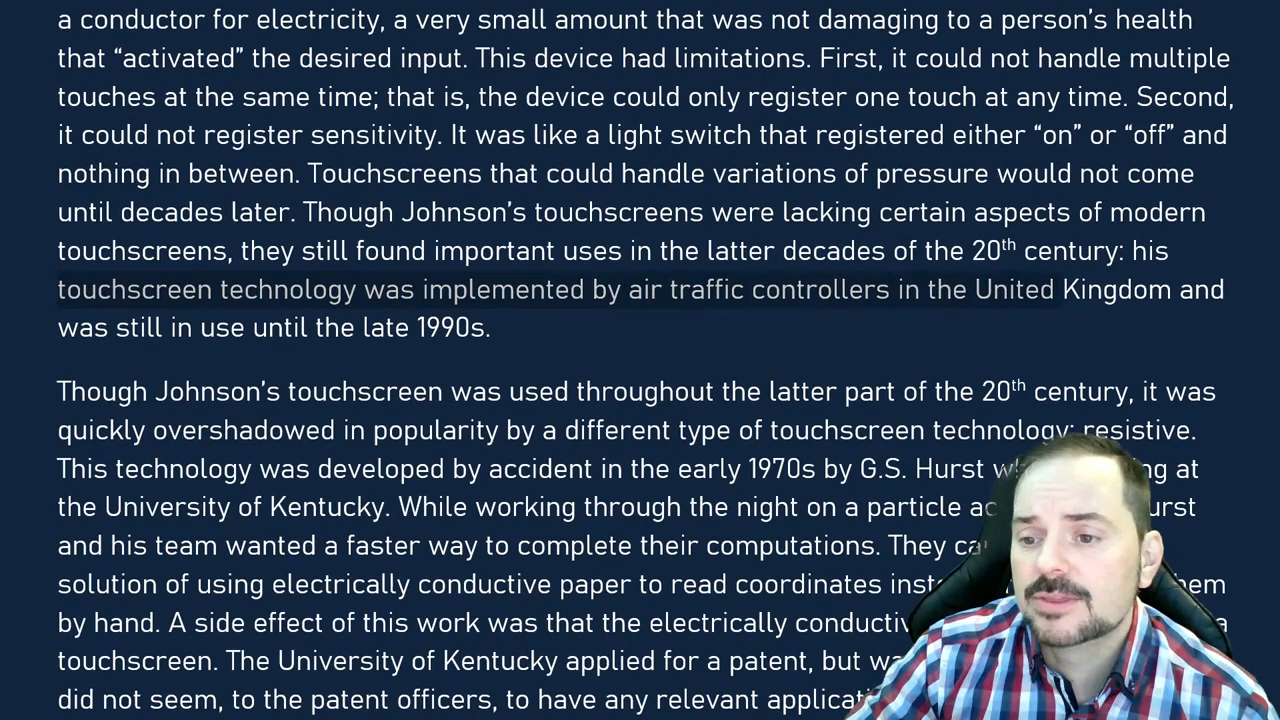 a conductor for electricity, a very small amount that was not damaging to a person's health
that “activated” the desired input. This device had limitations. First, it could not handle multiple
touches at the same time; that is, the device could only register one touch at any time. Second,
it could not register sensitivity. It was like a light switch that registered either “on” or “off” and
nothing in between. Touchscreens that could handle variations of pressure would not come
until decades later. Though Johnson's touchscreens were lacking certain aspects of modern
touchscreens, they still found important uses in the latter decades of the 20th century: his
touchscreen technology was implemented by air traffic controllers in the United Kingdom and
was still in use until the late 1990s.
Though Johnson's touchscreen was used throughout the latter part of the 20th century, it was
quickly overshadowed in popularity by a different type of touchscreen technology: resistive.
This technology was developed by accident in the early 1970s by G.S. Hurst at
the University of Kentucky. While working through the night on a particle
and his team wanted a faster way to complete their computations. They
solution of using electrically conductive paper to read coordinates
by hand. A side effect of this work was that the electrically a
touchscreen. The University of Kentucky applied for a patent, but
did not seem, to the patent officers, to have any relevant